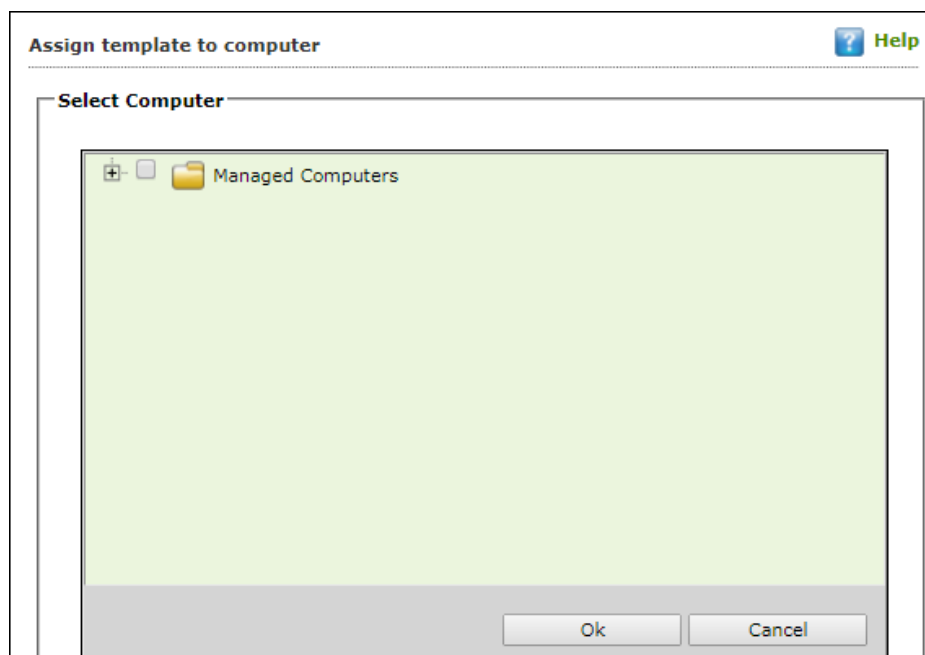 Assign template to computer
? Help
Select Computer
Managed Computers
Ok Cancel